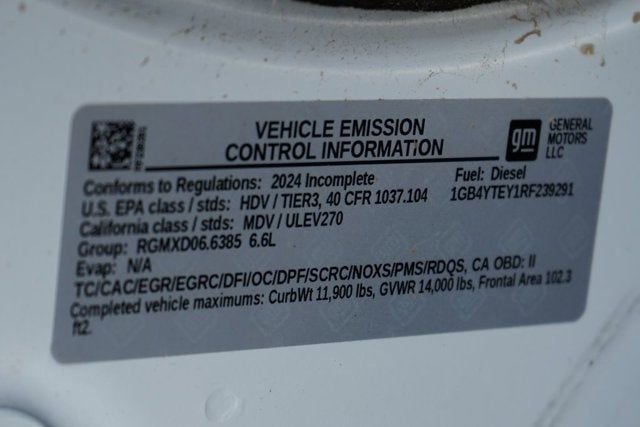 VEHICLE EMISSION
CONTROL INFORMATION
gm GENERAL
MOTORS
LLC
Conforms to Regulations: 2024 Incomplete
Fuel: Diesel
U.S. EPA class / stds: HDV / TIER3, 40 CFR 1037.104
1GB4YTEY1RF239291
California class / stds: MDV / ULEV270
Group: RGMXD06.6385 6.6L
Evap: N/A
TC/CAC/EGR/EGRC/DFI/OC/DPF/SCRC/NOXS/PMS/RDQS, CA OBD: II
Completed vehicle maximums: CurbWt 11,900 lbs, GVWR 14,000 lbs, Frontal Area 102.3
ft2.